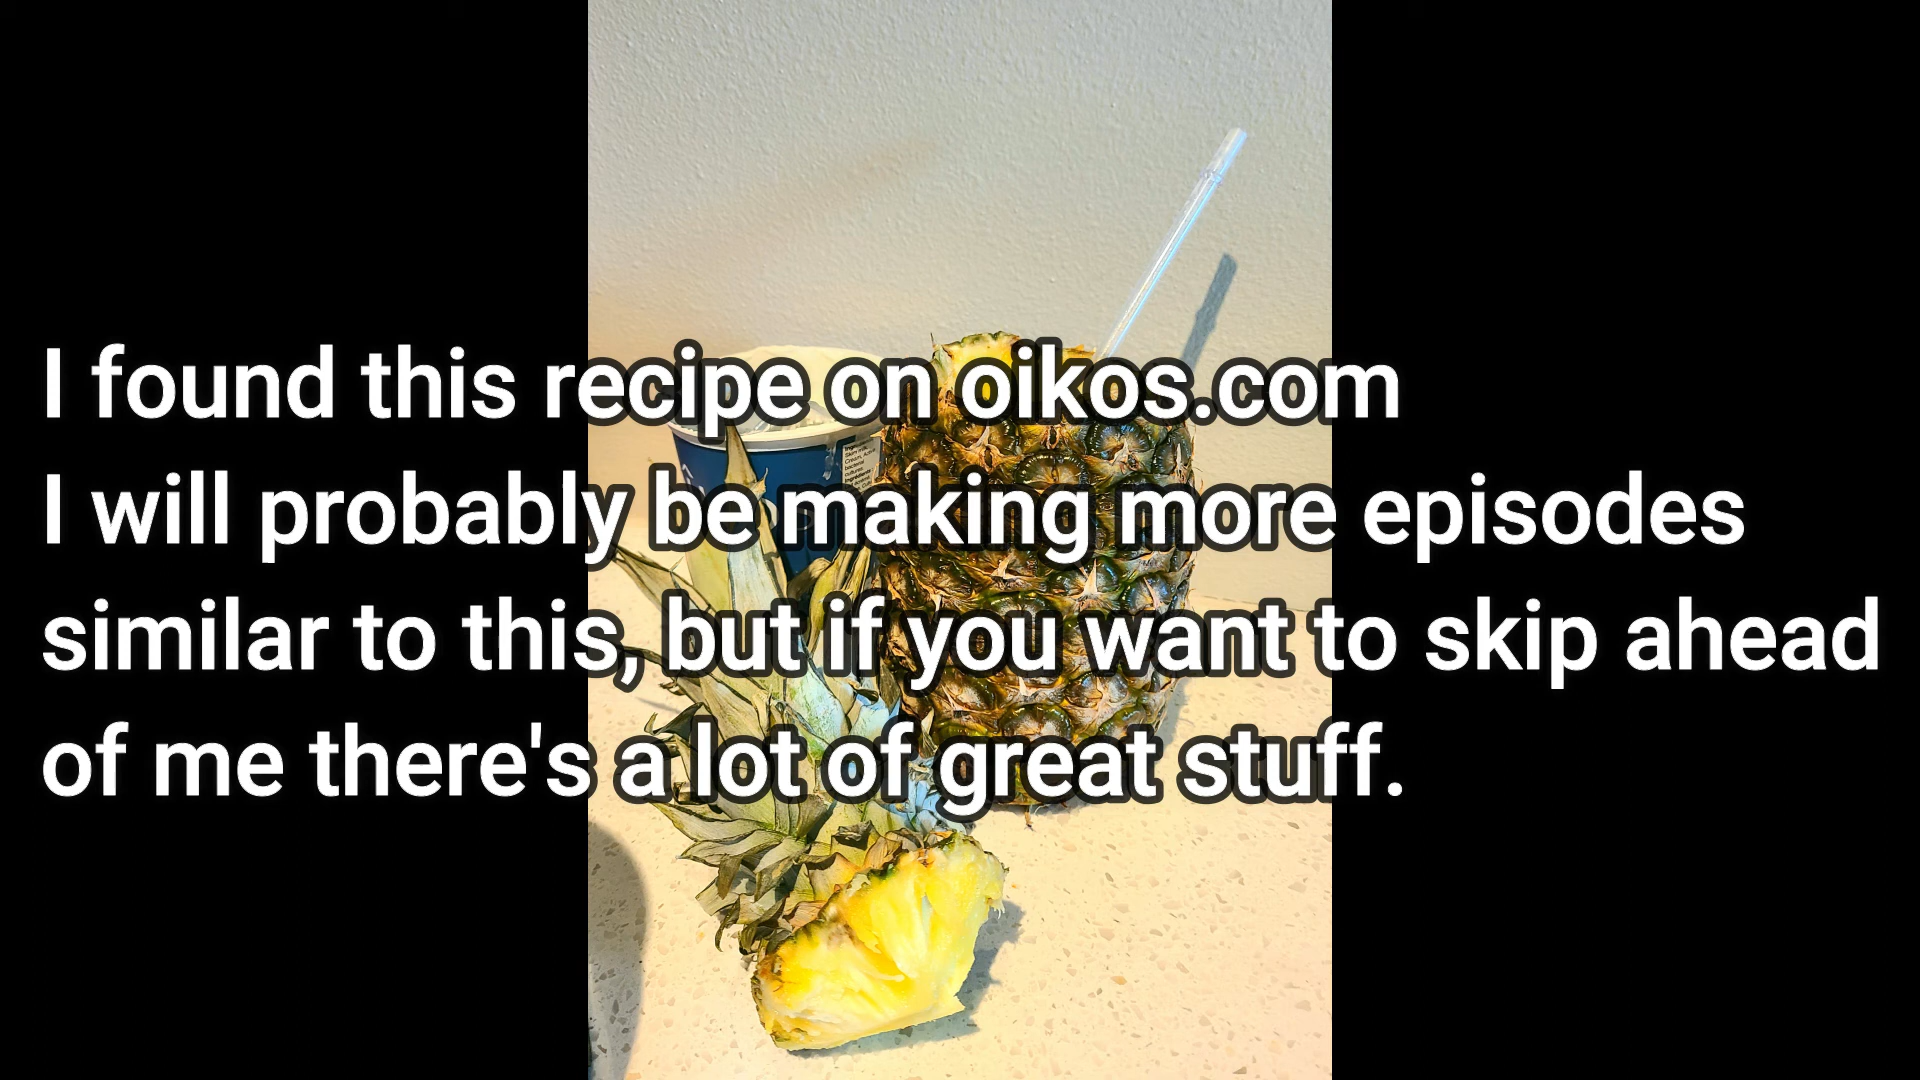 I found this recipe on oikos.com
I will probably be making more episodes
similar to this, but if you want to skip ahead
of me there's a lot of great stuff.